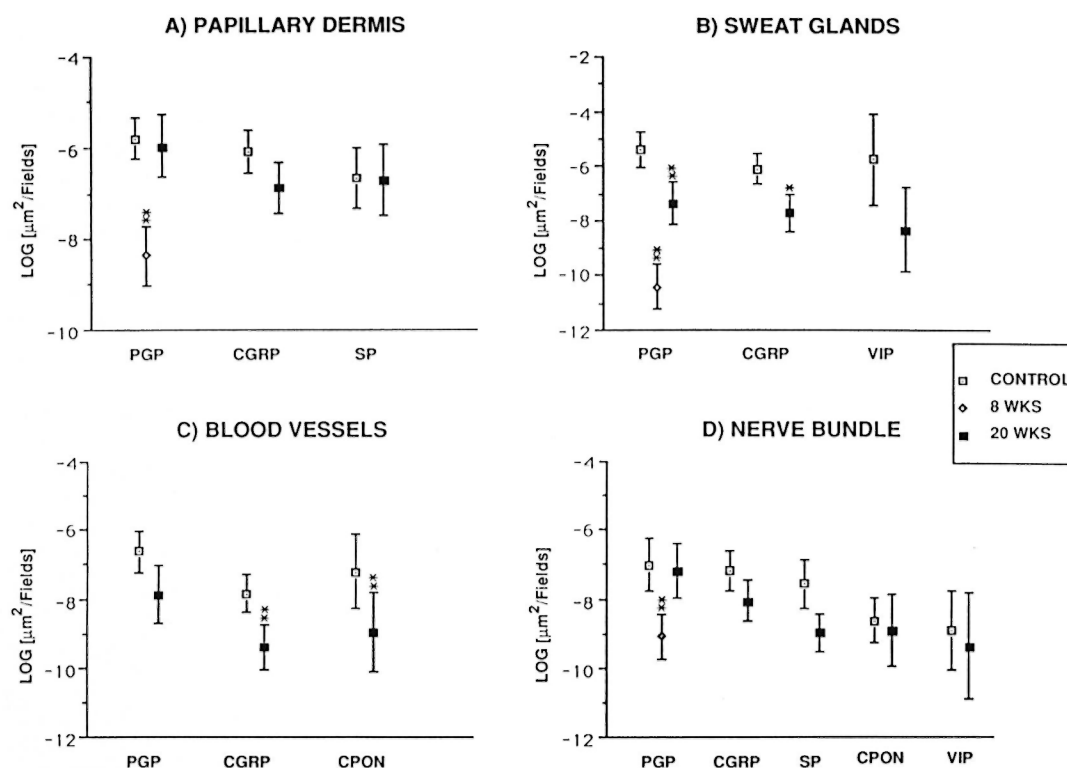 A) PAPILLARY DERMIS
LOG [μm²/Fields]
-4
-6
-8
-10
**
PGP CGRP SP
B) SWEAT GLANDS
LOG [μm²/Fields]
-2
-4
-6
-8
-10
-12
**
**
*
PGP CGRP VIP
CONTROL
8 WKS
20 WKS
C) BLOOD VESSELS
LOG [μm²/Fields]
-4
-6
-8
-10
-12
**
**
PGP CGRP CPON
D) NERVE BUNDLE
LOG [μm²/Fields]
-4
-6
-8
-10
-12
**
PGP CGRP SP CPON VIP